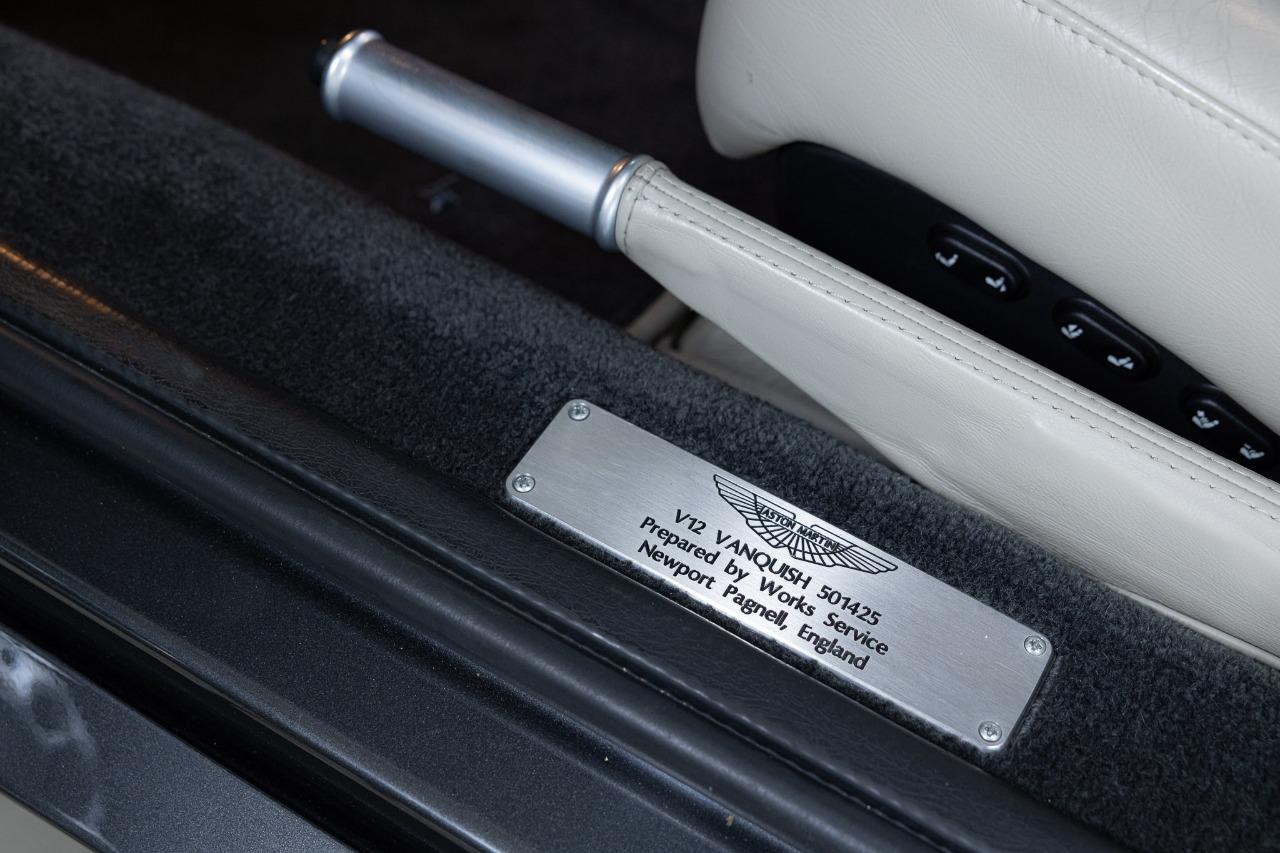 ASTON MARTIN
V12 VANQUISH 501425
Prepared by Works Service
Newport Pagnell, England